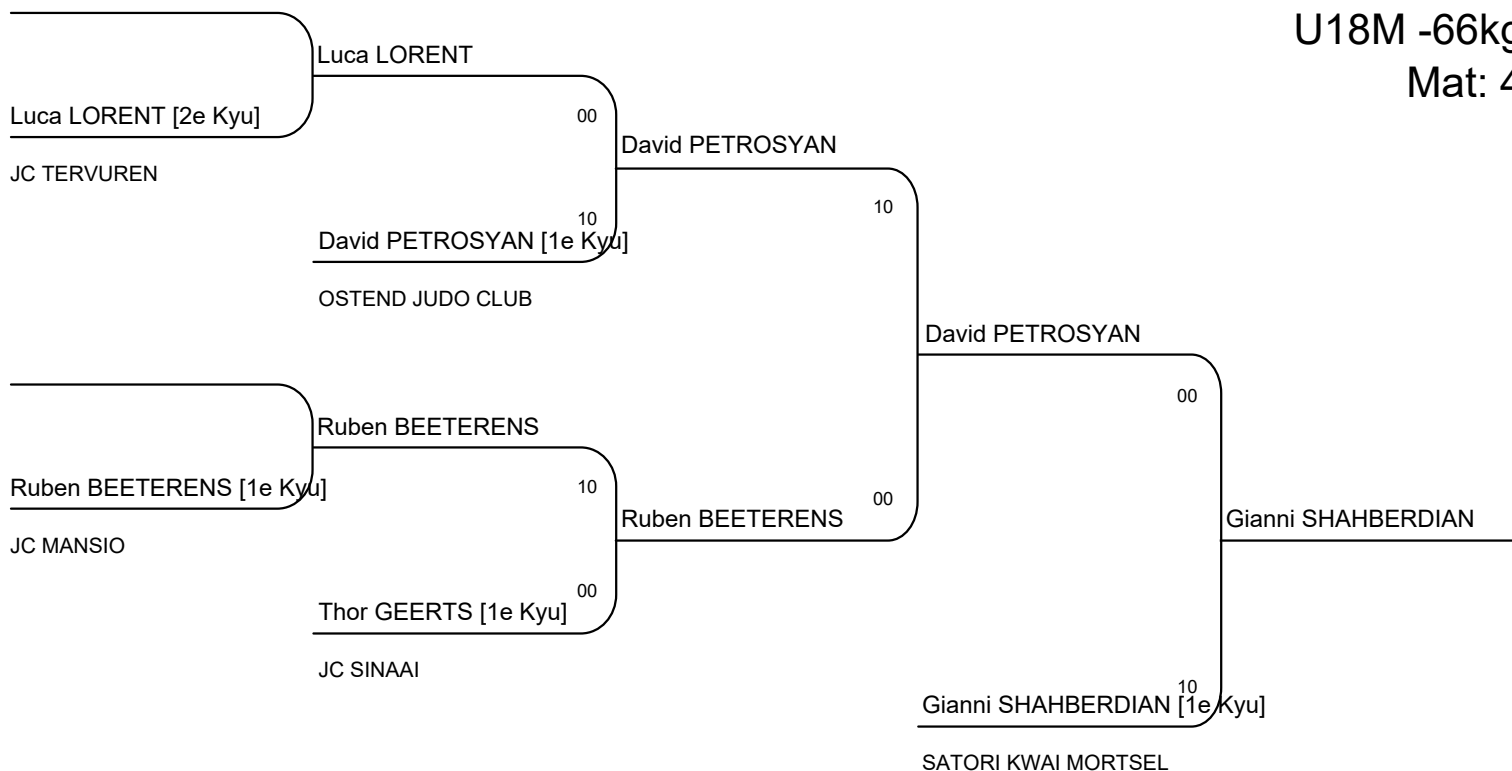 U18M -66kg
Mat: 4
Luca LORENT
Luca LORENT [2e Kyu]
00
JC TERVUREN
David PETROSYAN
10
10
David PETROSYAN [1e Kyu]
OSTEND JUDO CLUB
David PETROSYAN
00
Ruben BEETERENS
Ruben BEETERENS [1e Kyu]
10
00
JC MANSIO
Ruben BEETERENS
Gianni SHAHBERDIAN
00
Thor GEERTS [1e Kyu]
JC SINAAI
10
Gianni SHAHBERDIAN [1e Kyu]
SATORI KWAI MORTSEL